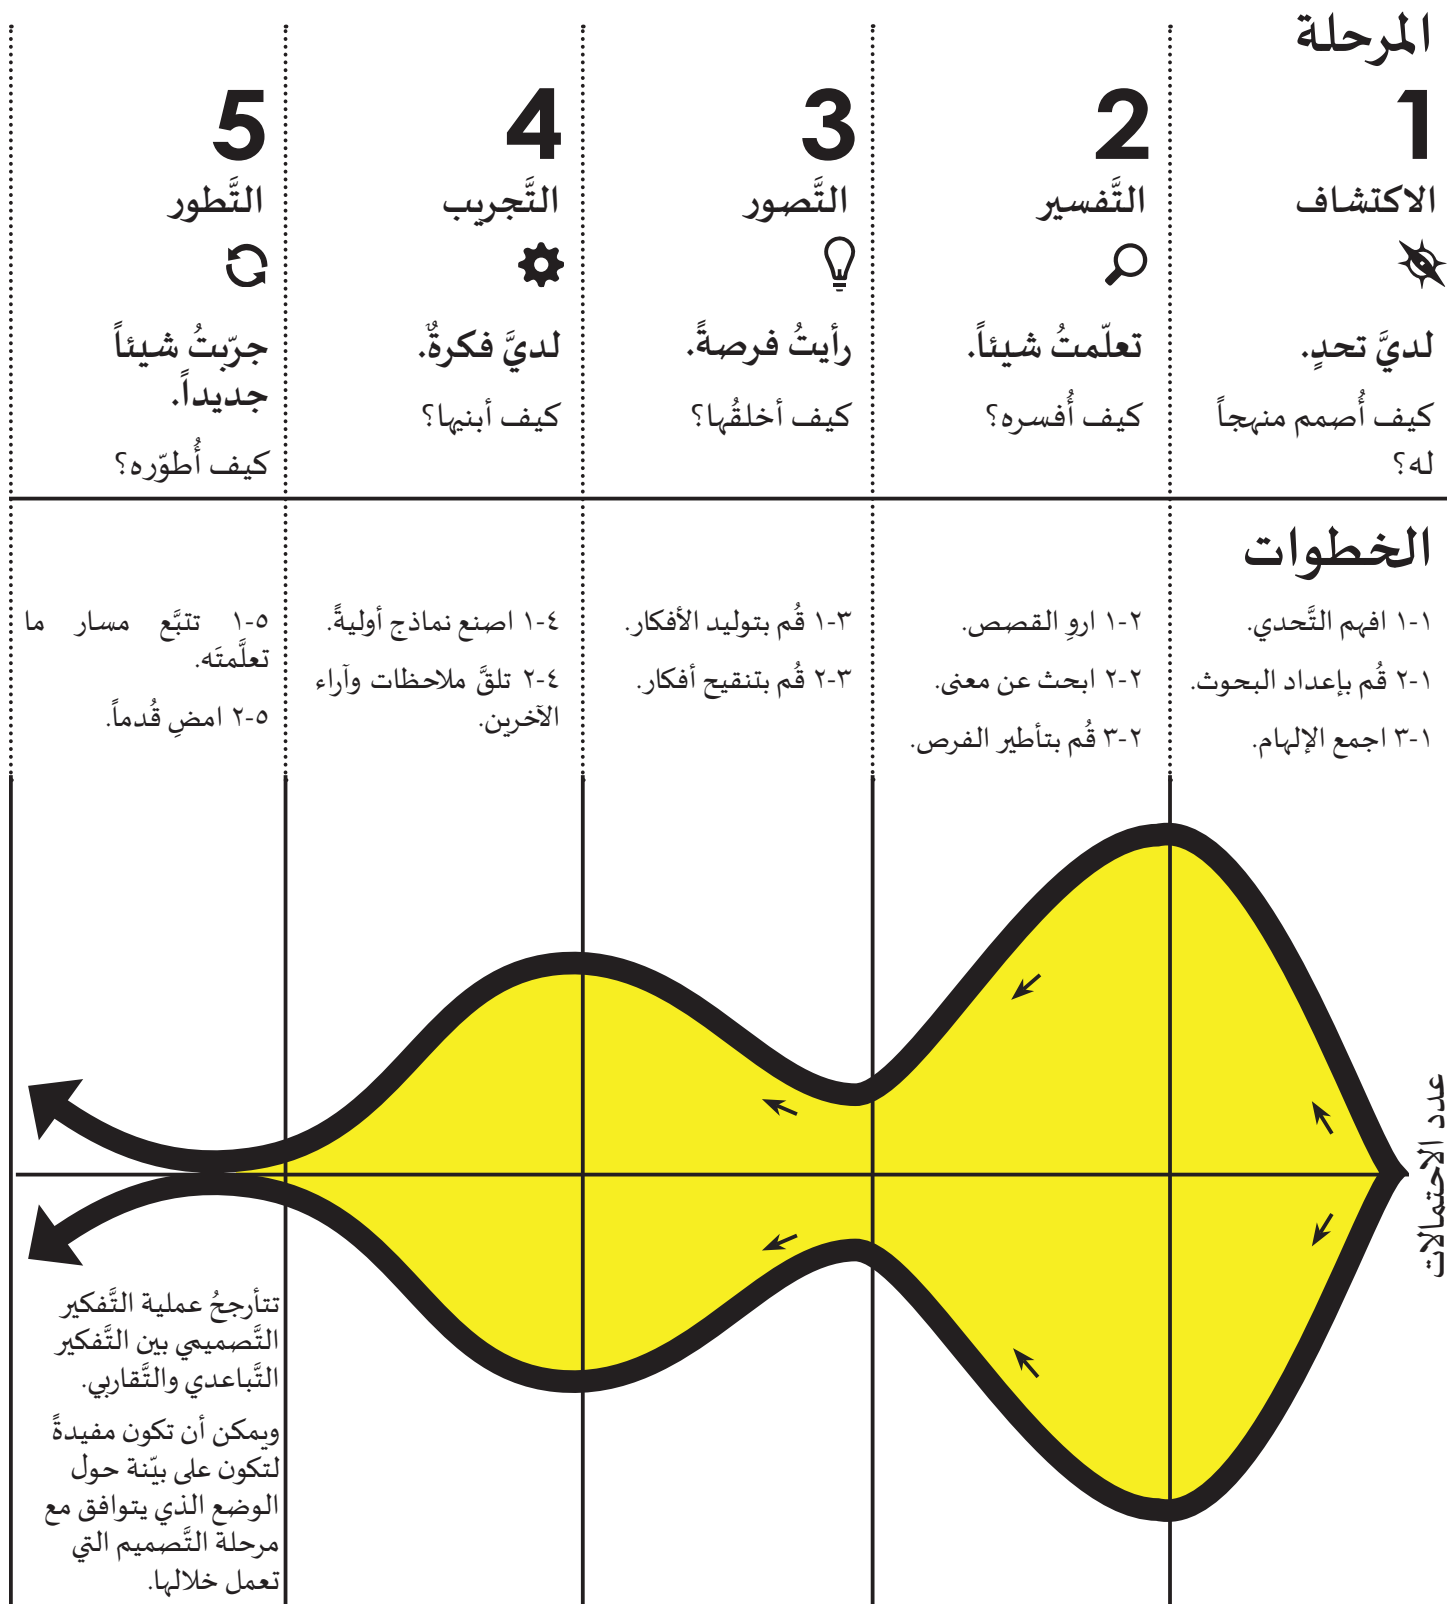 المرحلة
1
الاكتشاف
لديَّ تحدٍ.
كيف أُصمم منهجاً
له؟
2
التَّفسير
تعلّمتُ شيئاً.
كيف أُفسره؟
3
التَّصور
رأيتُ فرصةً.
كيف أخلقُها؟
4
التَّجريب
لديَّ فكرةٌ.
كيف أبنيها؟
5
التَّطور
جرّبتُ شيئاً
جديداً.
كيف أُطوّره؟
الخطوات
١-١ افهم التَّحدي.
٢-١ قُم بإعداد البحوث.
٣-١ اجمع الإلهام.
١-٢ اروِ القصص.
٢-٢ ابحث عن معنى.
٣-٢ قُم بتأطير الفرص.
١-٣ قُم بتوليد الأفكار.
٢-٣ قُم بتنقيح أفكار.
١-٤ اصنع نماذج أوليةً.
٢-٤ تلقَّ ملاحظات وآراء
الآخرين.
١-٥ تتبَّع مسار ما
تعلَّمتَه.
٢-٥ امضِ قُدماً.
عدد الاحتمالات
تتأرجحُ عملية التَّفكير
التَّصميمي بين التَّفكير
التَّباعدي والتَّقاربي.
ويمكن أن تكون مفيدةً
لتكون على بيّنة حول
الوضع الذي يتوافق مع
مرحلة التَّصميم التي
تعمل خلالها.